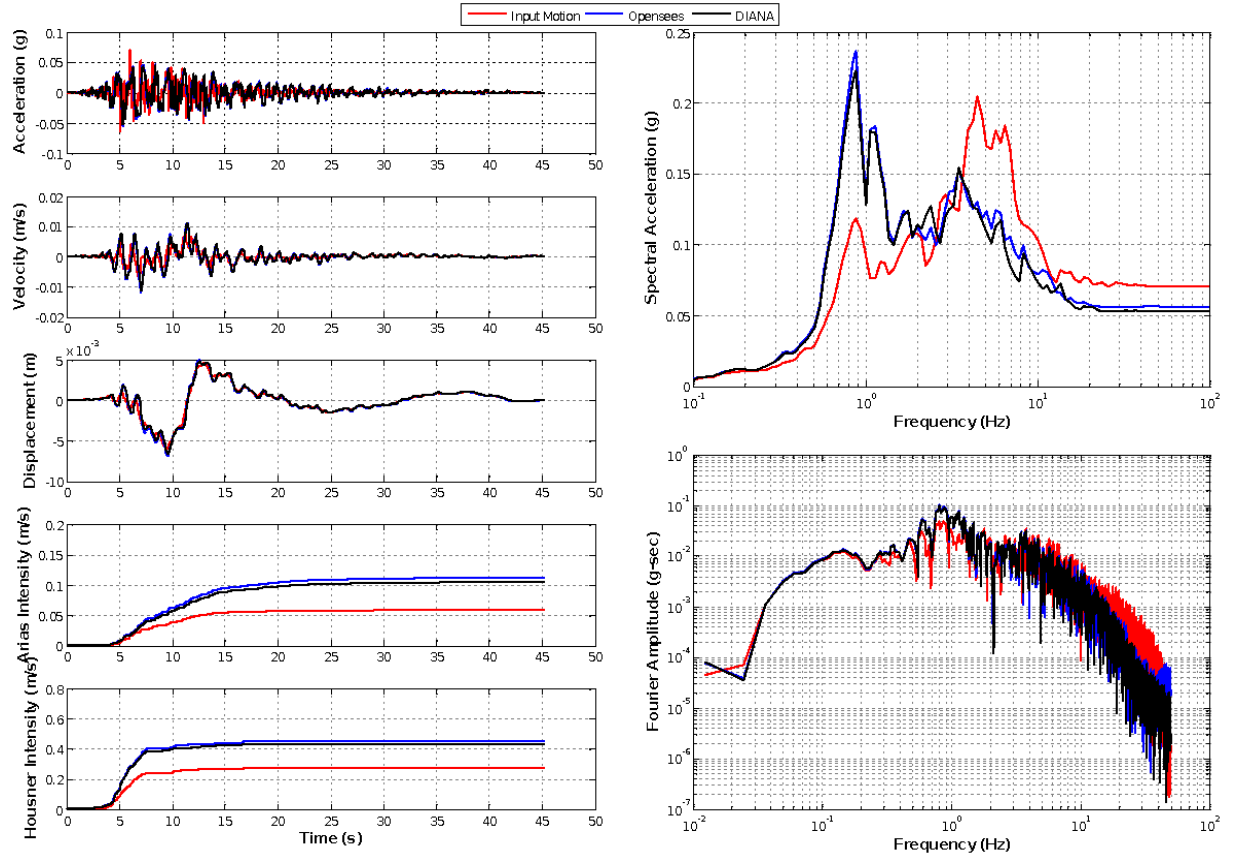 Input Motion Opensees DIANA
Acceleration (g)
0.1
0.05
0
-0.05
-0.1
0 5 10 15 20 25 30 35 40 45 50
Velocity (m/s)
0.02
0.01
0
-0.01
-0.02
0 5 10 15 20 25 30 35 40 45 50
Displacement (m)
×10⁻³
5
0
-5
-10
0 5 10 15 20 25 30 35 40 45 50
Arias Intensity (m/s)
0.2
0.15
0.1
0.05
0
0 5 10 15 20 25 30 35 40 45 50
Housner Intensity (m/s)
0.8
0.6
0.4
0.2
0
0 5 10 15 20 25 30 35 40 45 50
Time (s)
Spectral Acceleration (g)
0.25
0.2
0.15
0.1
0.05
0
10⁻¹ 10⁰ 10¹ 10²
Frequency (Hz)
Fourier Amplitude (g-sec)
10⁰
10⁻¹
10⁻²
10⁻³
10⁻⁴
10⁻⁵
10⁻⁶
10⁻⁷
10⁻² 10⁻¹ 10⁰ 10¹ 10²
Frequency (Hz)